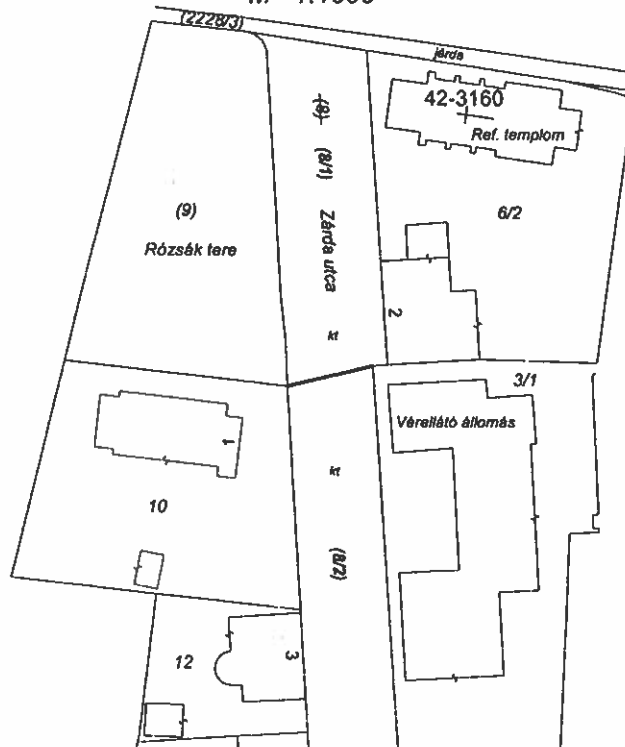 (2228/3)
járda
42-3160
Ref. templom
(8)
(8/1)
Zárda utca
kt
(9)
Rózsák tere
6/2
2
3/1
Vérellátó állomás
1
10
kt
(8/2)
12
3